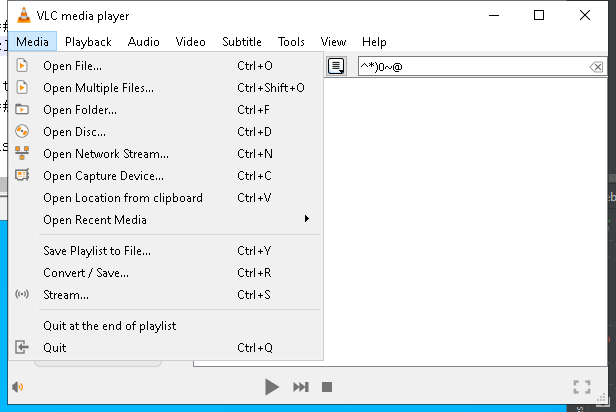 VLC media player
Media Playback Audio Video Subtitle Tools View Help
^*)0~@
Open File... Ctrl+O
Open Multiple Files... Ctrl+Shift+O
Open Folder... Ctrl+F
Open Disc... Ctrl+D
Open Network Stream... Ctrl+N
Open Capture Device... Ctrl+C
Open Location from clipboard Ctrl+V
Open Recent Media
Save Playlist to File... Ctrl+Y
Convert / Save... Ctrl+R
Stream... Ctrl+S
Quit at the end of playlist
Quit Ctrl+Q